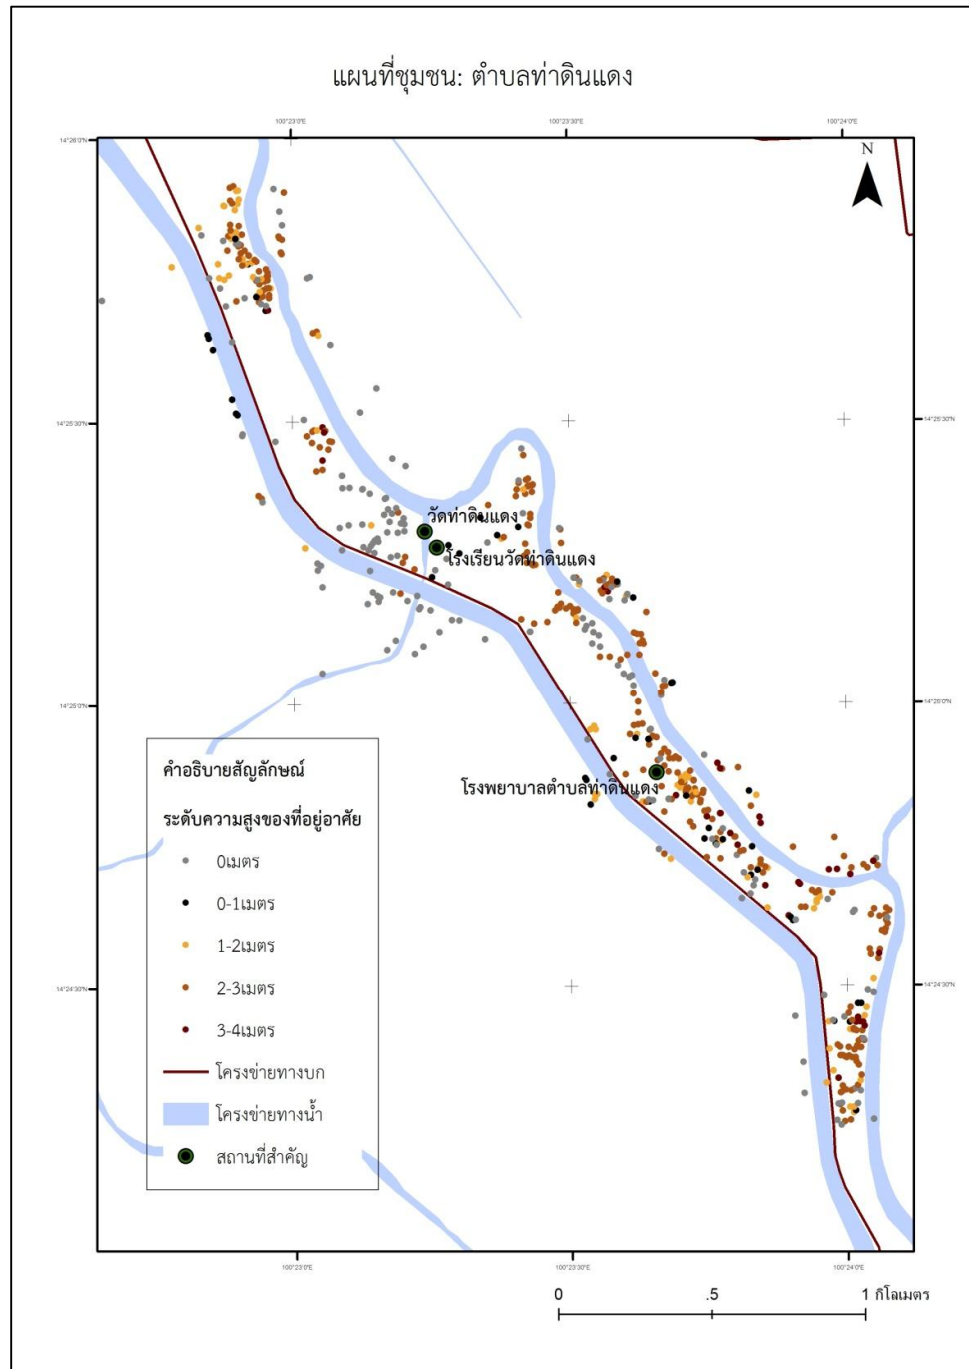 แผนที่ชุมชน: ตำบลท่าดินแดง
100°23'0"E
100°23'30"E
100°24'0"E
14°26'0"N
14°26'0"N
N
14°25'30"N
14°25'30"N
วัดท่าดินแดง
โรงเรียนวัดท่าดินแดง
14°25'0"N
14°25'0"N
โรงพยาบาลตำบลท่าดินแดง
คำอธิบายสัญลักษณ์
ระดับความสูงของที่อยู่อาศัย
0เมตร
0-1เมตร
1-2เมตร
2-3เมตร
3-4เมตร
โครงข่ายทางบก
โครงข่ายทางน้ำ
สถานที่สำคัญ
14°24'30"N
14°24'30"N
100°23'0"E
100°23'30"E
100°24'0"E
0 .5 1 กิโลเมตร